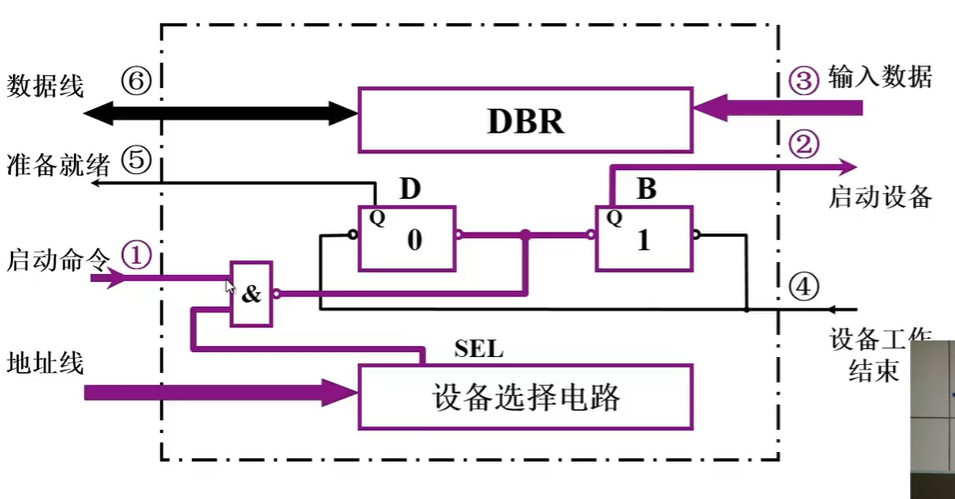 数据线 ⑥
③ 输入数据
DBR
准备就绪 ⑤
②
启动设备
D
B
Q
0
Q
1
启动命令 ①
&
④
设备工作
结束
SEL
地址线
设备选择电路